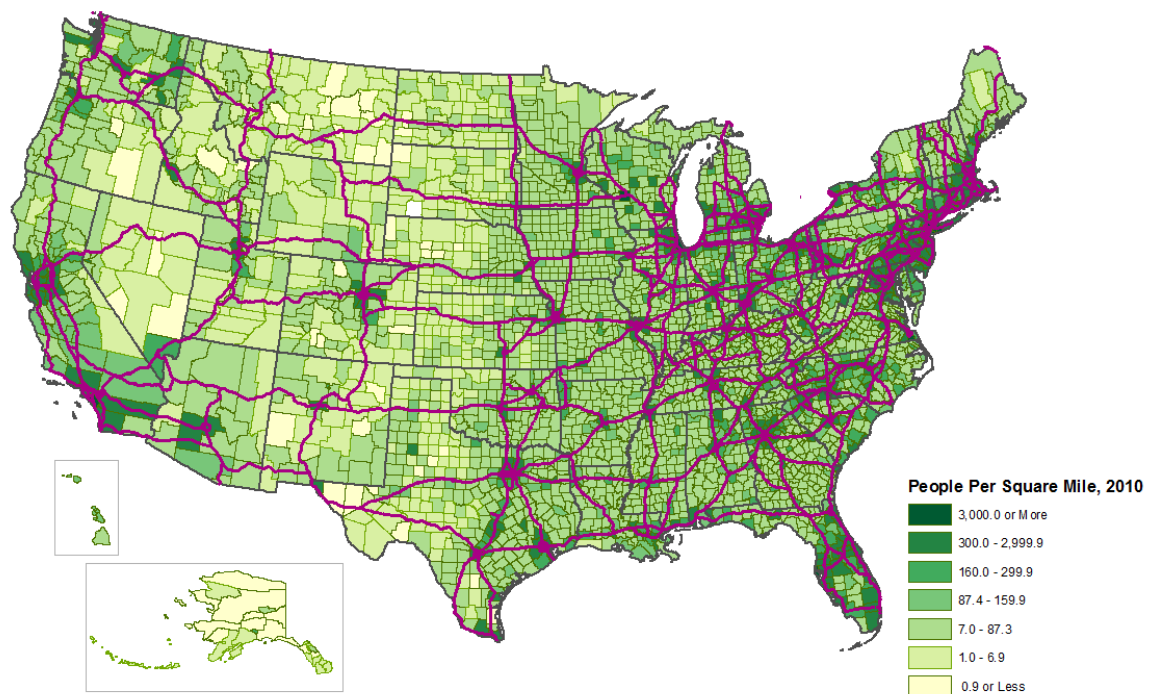 People Per Square Mile, 2010
3,000.0 or More
300.0 - 2,999.9
160.0 - 299.9
87.4 - 159.9
7.0 - 87.3
1.0 - 6.9
0.9 or Less